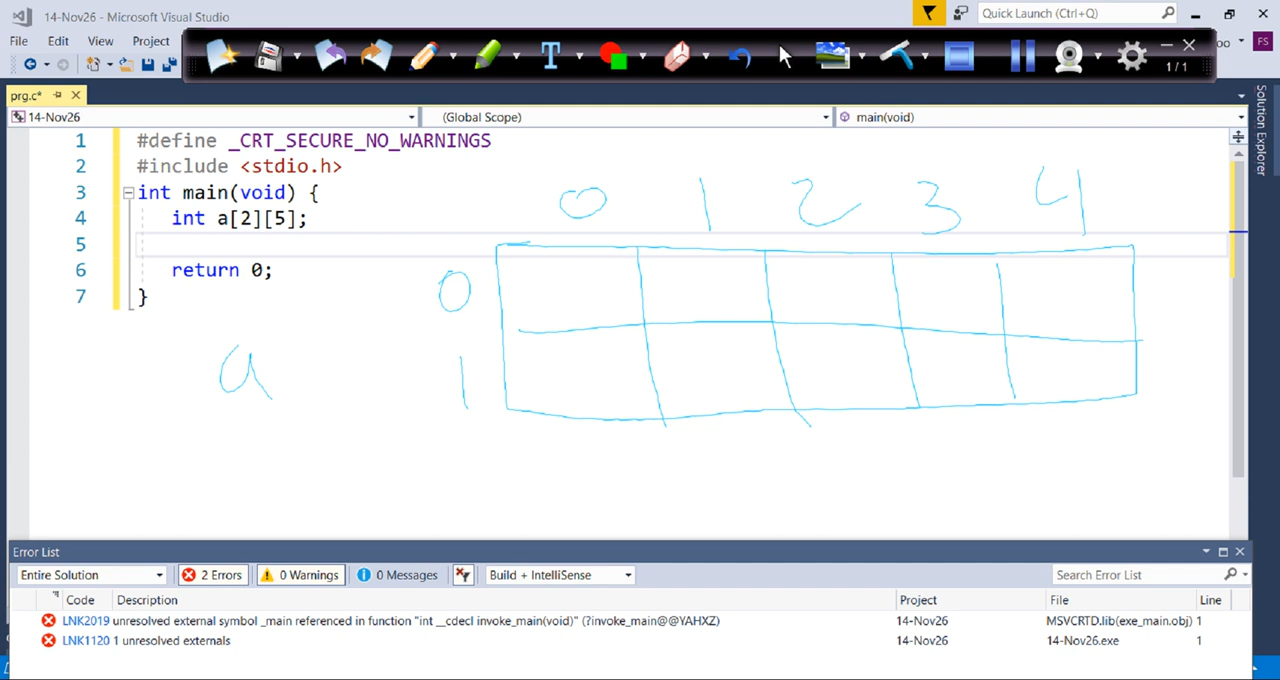 14-Nov26 - Microsoft Visual Studio
Quick Launch (Ctrl+Q)
File Edit View Project
T
1 / 1
oo
FS
prg.c*
14-Nov26 (Global Scope) main(void)
Solution Explorer
1 #define _CRT_SECURE_NO_WARNINGS
2 #include <stdio.h>
3 int main(void) {
4 int a[2][5];
5
6 return 0;
7 }
0 1 2 3 4
0
1
a
Error List
Entire Solution 2 Errors 0 Warnings 0 Messages Build + IntelliSense Search Error List
Code Description Project File Line
LNK2019 unresolved external symbol _main referenced in function "int __cdecl invoke_main(void)" (?invoke_main@@YAHXZ) 14-Nov26 MSVCRTD.lib(exe_main.obj) 1
LNK1120 1 unresolved externals 14-Nov26 14-Nov26.exe 1